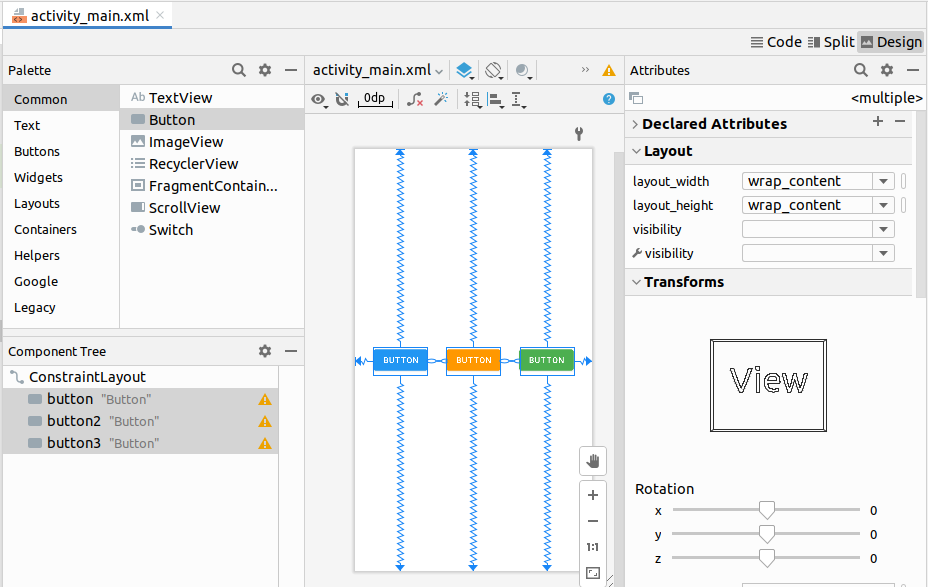 activity_main.xml
Code Split Design
Palette
Common
Text
Buttons
Widgets
Layouts
Containers
Helpers
Google
Legacy
Ab TextView
Button
ImageView
RecyclerView
FragmentContain...
ScrollView
Switch
Component Tree
ConstraintLayout
button "Button"
button2 "Button"
button3 "Button"
activity_main.xml
0dp
BUTTON BUTTON BUTTON
1:1
Attributes
<multiple>
Declared Attributes
Layout
layout_width wrap_content
layout_height wrap_content
visibility
visibility
Transforms
View
Rotation
x 0
y 0
z 0